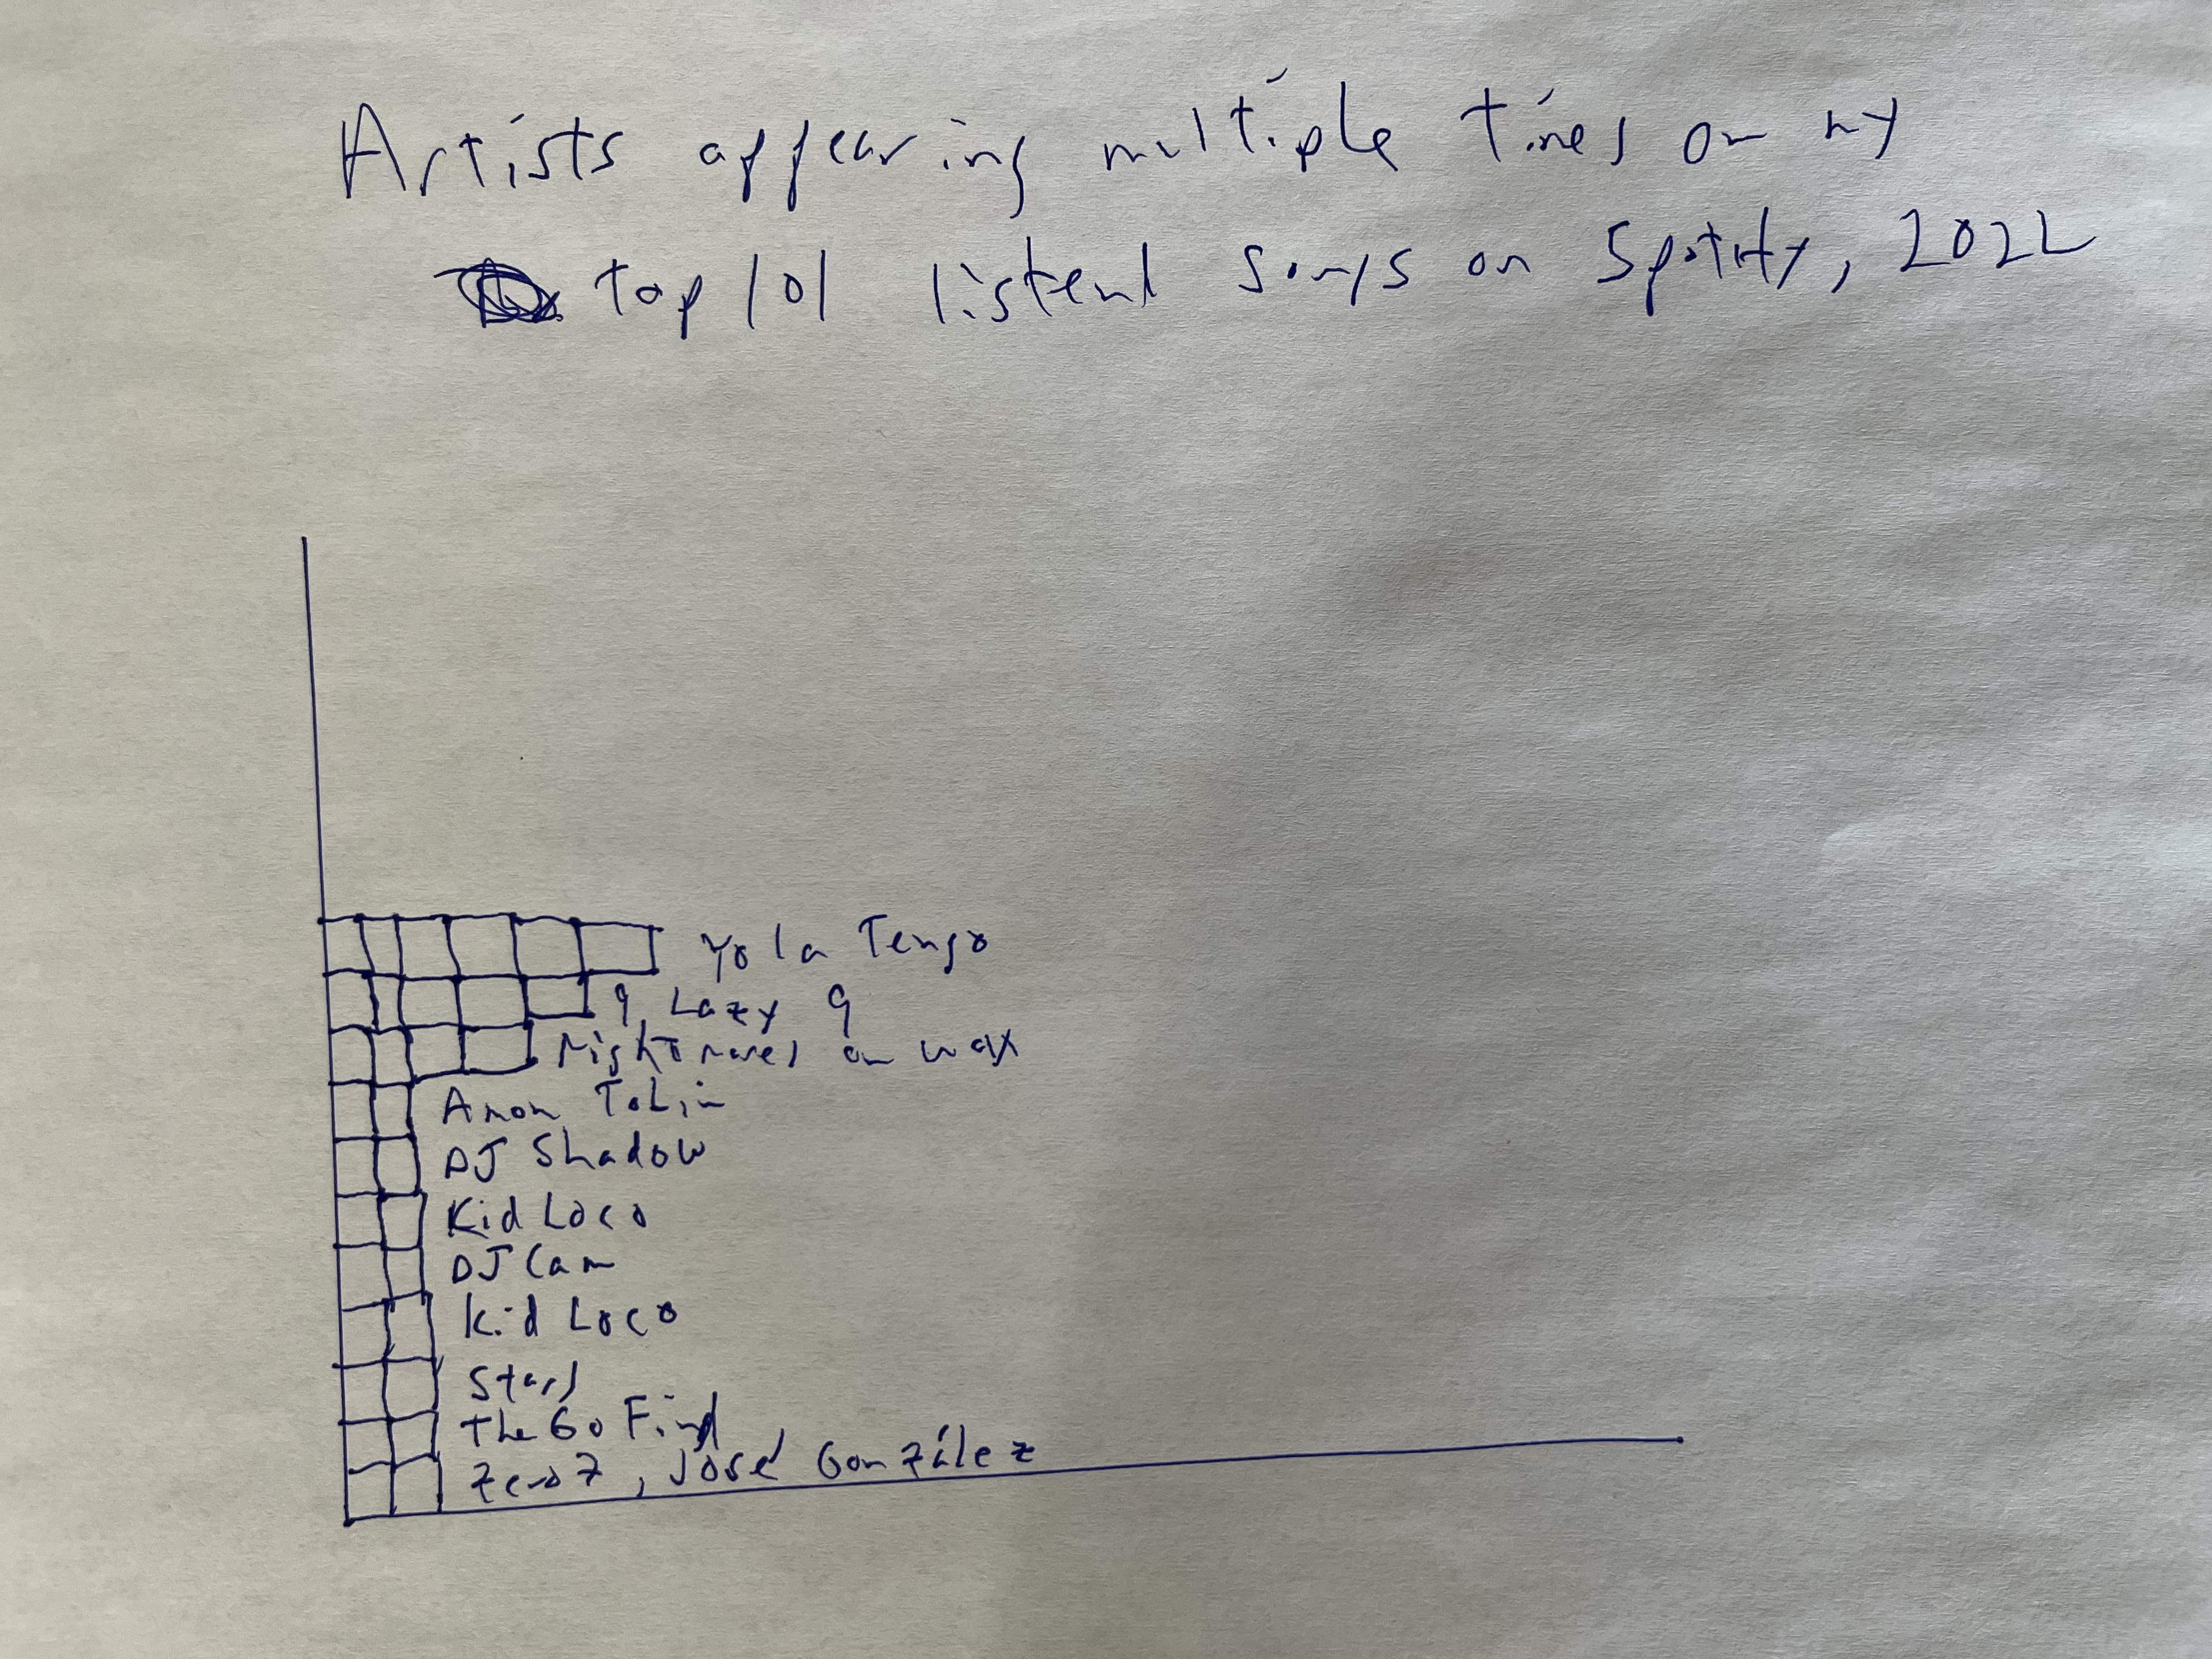 Artists appearing multiple times on my
top 101 listend songs on Spotify, 2022
Yo la Tengo
9 Lazy 9
Nightmares on wax
Amon Tobin
DJ Shadow
Kid Loco
DJ Cam
Kid Loco
Stars
The Go Find
Zero 7, José González